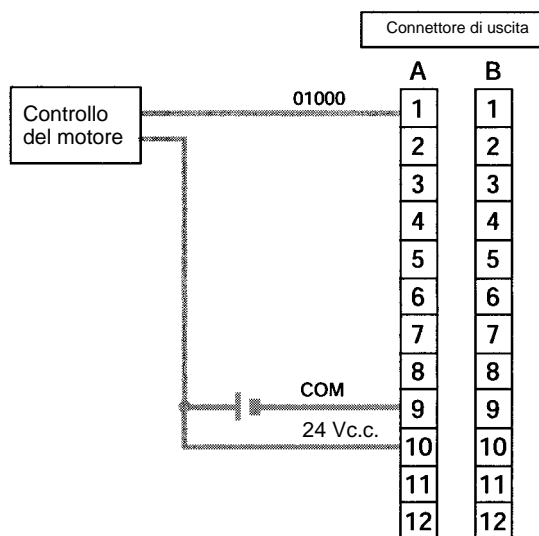 Connettore di uscita
A B
01000
Controllo
del motore
1 1
2 2
3 3
4 4
5 5
6 6
7 7
8 8
COM
9 9
24 Vc.c.
10 10
11 11
12 12